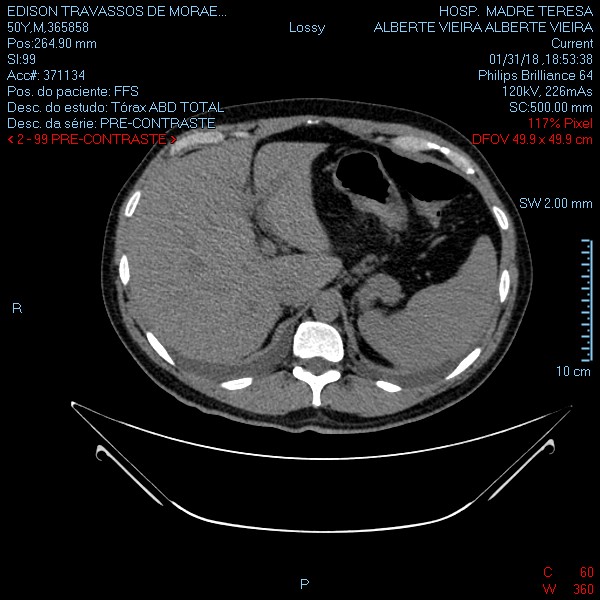 EDISON TRAVASSOS DE MORAE...
50Y,M,365858
Pos:264.90 mm
SI:99
Acc#: 371134
Pos. do paciente: FFS
Desc. do estudo: Tórax ABD TOTAL
Desc. da série: PRE-CONTRASTE
< 2 - 99 PRE-CONTRASTE >
Lossy
HOSP. MADRE TERESA
ALBERTE VIEIRA ALBERTE VIEIRA
Current
01/31/18 ,18:53:38
Philips Brilliance 64
120kV, 226mAs
SC:500.00 mm
117% Pixel
DFOV 49.9 x 49.9 cm
SW 2.00 mm
R
10 cm
P
C 60
W 360